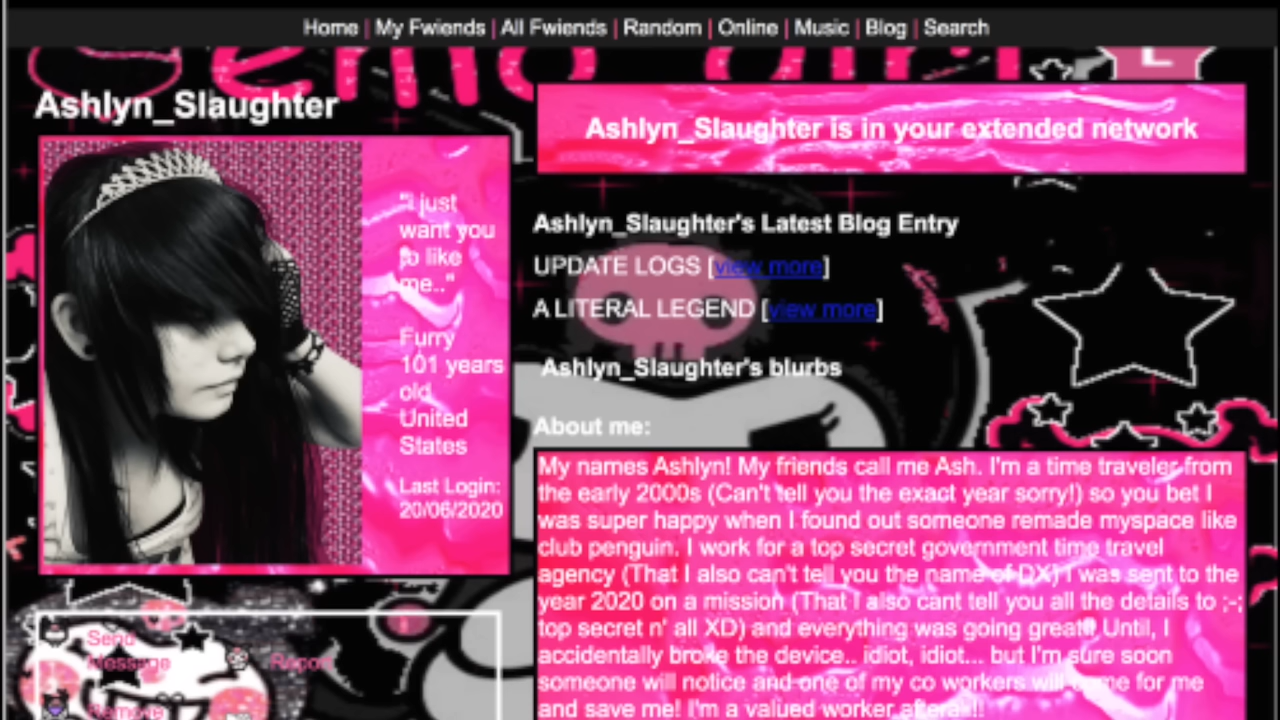 Home | My Fwiends | All Fwiends | Random | Online | Music | Blog | Search
Ashlyn_Slaughter
"I just
want you
to like
me.."
Furry
101 years
old
United
States
Last Login:
20/06/2020
Send
Message
Report
Remove
L
Ashlyn_Slaughter is in your extended network
Ashlyn_Slaughter's Latest Blog Entry
UPDATE LOGS [view more]
A LITERAL LEGEND [view more]
Ashlyn_Slaughter's blurbs
About me:
My names Ashlyn! My friends call me Ash. I'm a time traveler from
the early 2000s (Can't tell you the exact year sorry!) so you bet I
was super happy when I found out someone remade myspace like
club penguin. I work for a top secret government time travel
agency (That I also can't tell you the name of DX) I was sent to the
year 2020 on a mission (That I also cant tell you all the details to ;-;
top secret n' all XD) and everything was going great!! Until, I
accidentally broke the device.. idiot, idiot... but I'm sure soon
someone will notice and one of my co workers will come for me
and save me! I'm a valued worker afterall!!